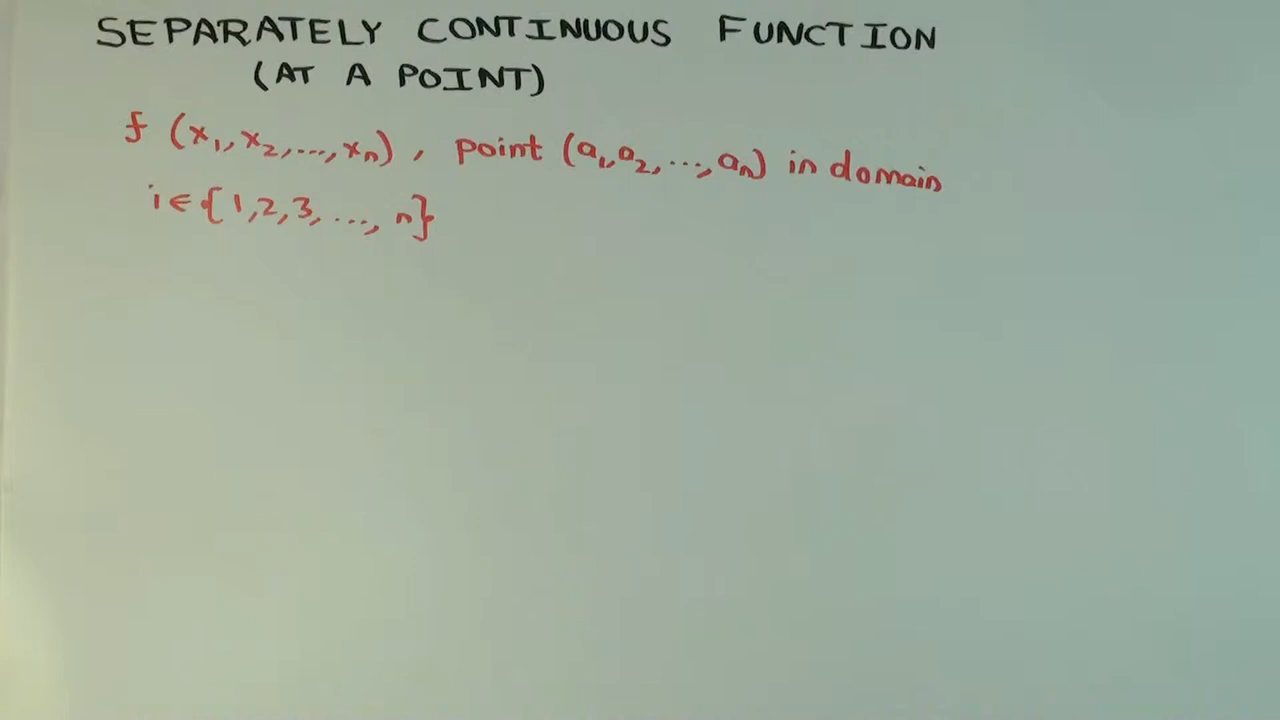 SEPARATELY CONTINUOUS FUNCTION
(AT A POINT)
f (x₁, x₂, ..., xₙ) , point (a₁, a₂, ..., aₙ) in domain
i ∈ {1, 2, 3, ..., n}